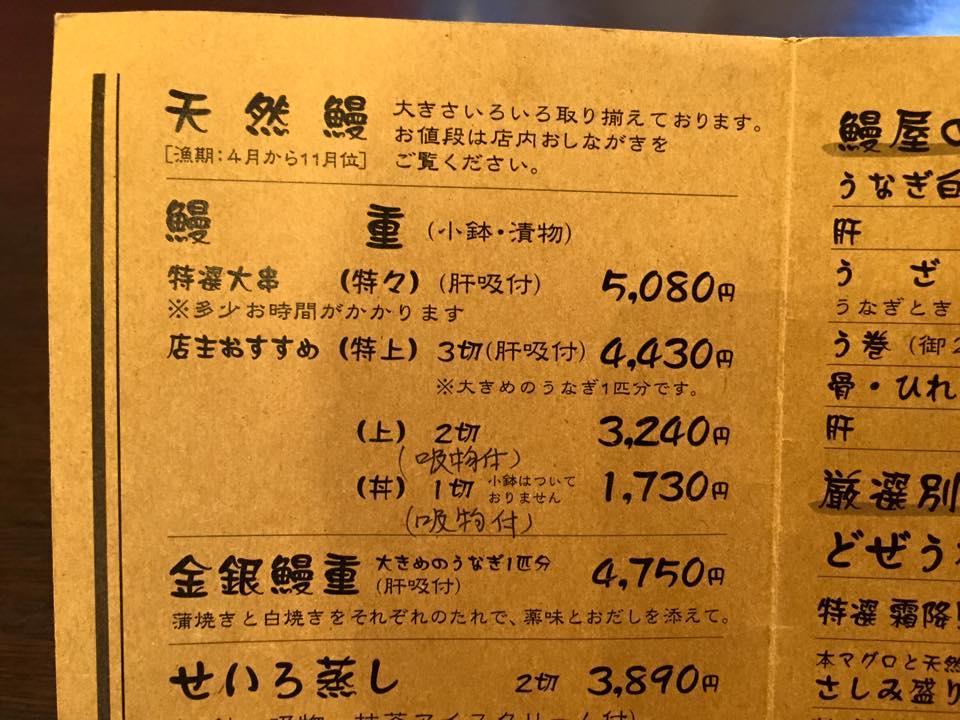 天然鰻
[漁期:4月から11月位]
大きさいろいろ取り揃えております。
お値段は店内おしながきを
ご覧ください。
鰻重 (小鉢・漬物)
特選大串 (特々) (肝吸付) 5,080円
※多少お時間がかかります
店主おすすめ (特上) 3切(肝吸付) 4,430円
※大きめのうなぎ1匹分です。
(上) 2切 3,240円
(吸物付)
(丼) 1切 小鉢はついて
おりません 1,730円
(吸物付)
金銀鰻重 大きめのうなぎ1匹分
(肝吸付) 4,750円
蒲焼きと白焼きをそれぞれのたれで、薬味とおだしを添えて。
せいろ蒸し 2切 3,890円
鰻屋
うなぎ白
肝
うざ
うなぎとき
う巻 (御
骨・ひれ
肝
厳選別
どぜう
特選 霜降
本マグロと天然
さしみ盛り